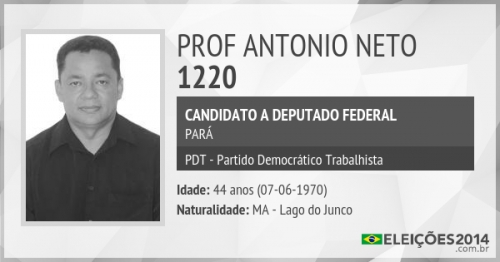 PROF ANTONIO NETO
1220
CANDIDATO A DEPUTADO FEDERAL
PARÁ
PDT - Partido Democrático Trabalhista
Idade: 44 anos (07-06-1970)
Naturalidade: MA - Lago do Junco
ELEIÇÕES2014
.com.br